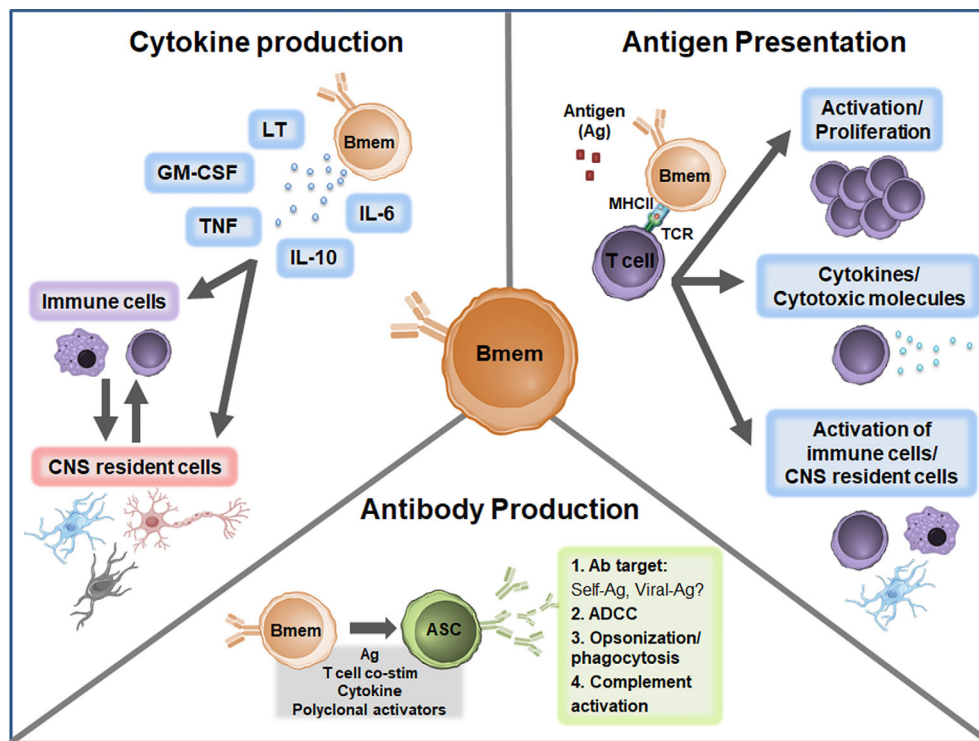 Cytokine production
LT
Bmem
GM-CSF
IL-6
TNF
IL-10
Immune cells
CNS resident cells
Antigen Presentation
Antigen
(Ag)
Bmem
MHCII
TCR
T cell
Activation/
Proliferation
Cytokines/
Cytotoxic molecules
Activation of
immune cells/
CNS resident cells
Bmem
Antibody Production
Bmem
ASC
Ag
T cell co-stim
Cytokine
Polyclonal activators
1. Ab target:
Self-Ag, Viral-Ag?
2. ADCC
3. Opsonization/
phagocytosis
4. Complement
activation